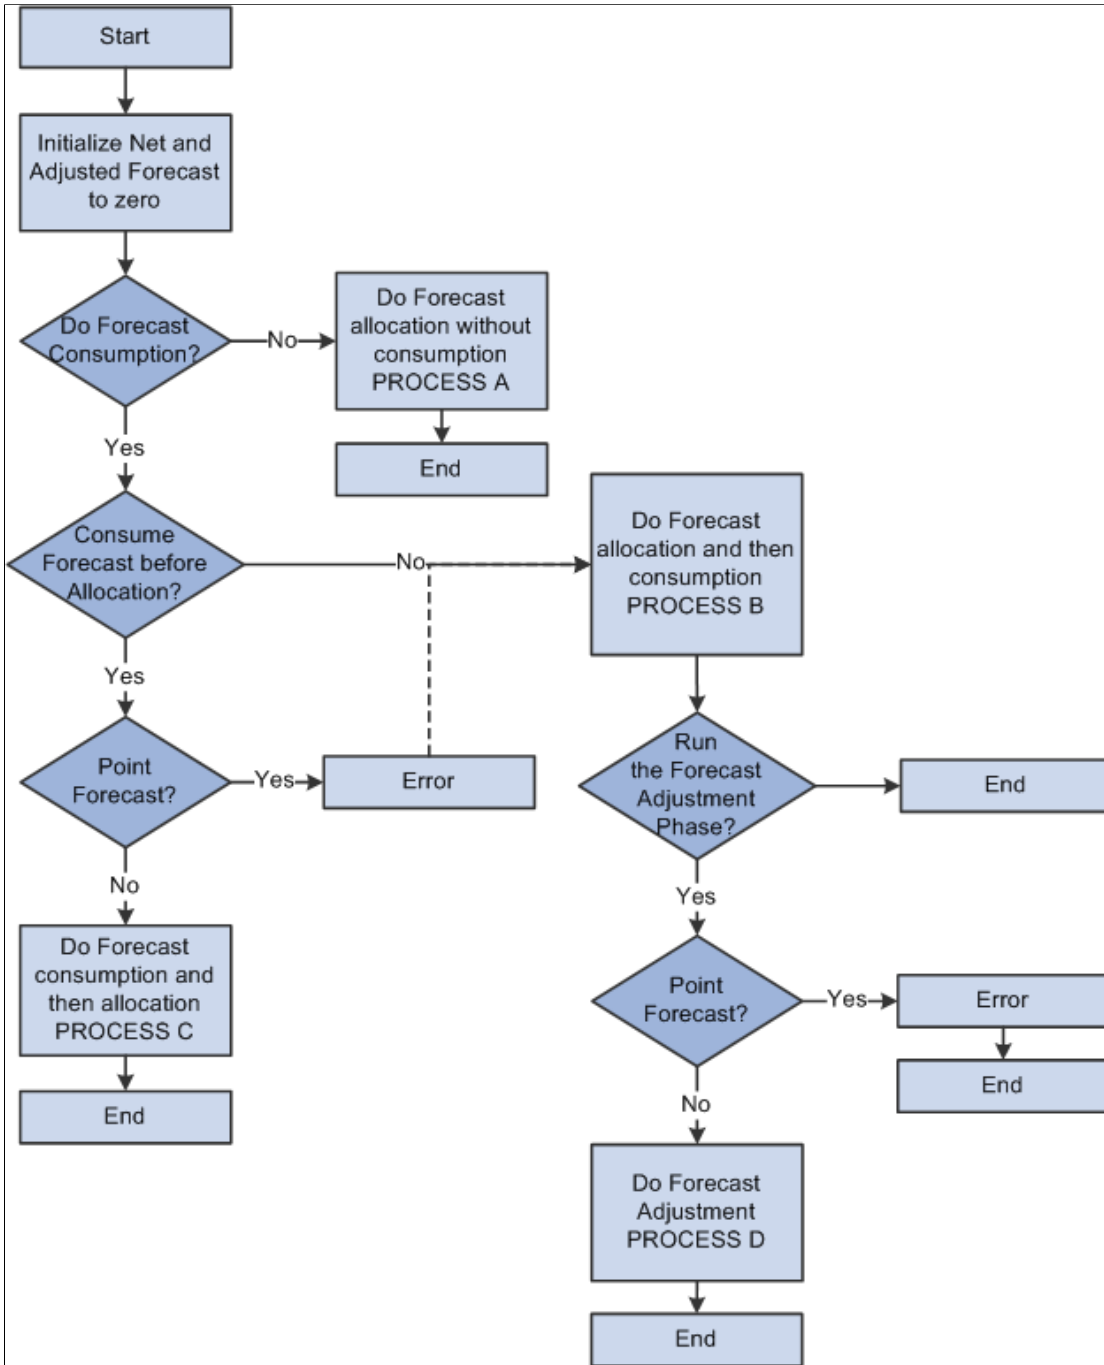 Start
Initialize Net and
Adjusted Forecast
to zero
Do Forecast
Consumption?
No
Do Forecast
allocation without
consumption
PROCESS A
End
Yes
Consume
Forecast before
Allocation?
No
Do Forecast
allocation and then
consumption
PROCESS B
Yes
Point
Forecast?
Yes
Error
Run
the Forecast
Adjustment
Phase?
End
No
Yes
Do Forecast
consumption and
then allocation
PROCESS C
End
Point
Forecast?
Yes
Error
End
No
Do Forecast
Adjustment
PROCESS D
End